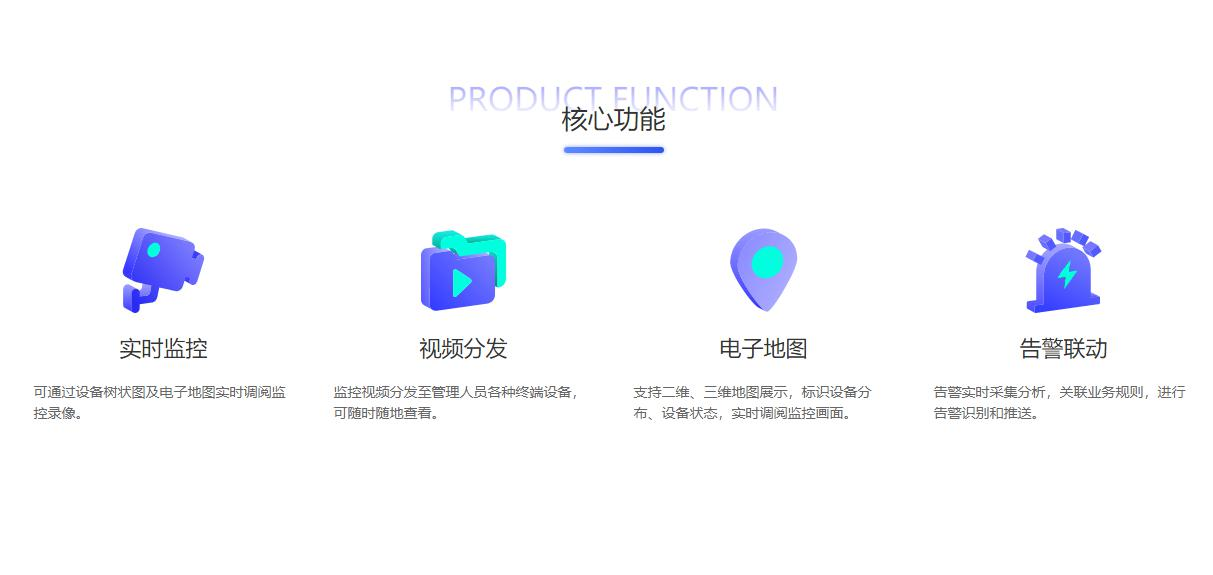 PRODUCT FUNCTION
核心功能
实时监控
可通过设备树状图及电子地图实时调阅监
控录像。
视频分发
监控视频分发至管理人员各种终端设备，
可随时随地查看。
电子地图
支持二维、三维地图展示，标识设备分
布、设备状态，实时调阅监控画面。
告警联动
告警实时采集分析，关联业务规则，进行
告警识别和推送。